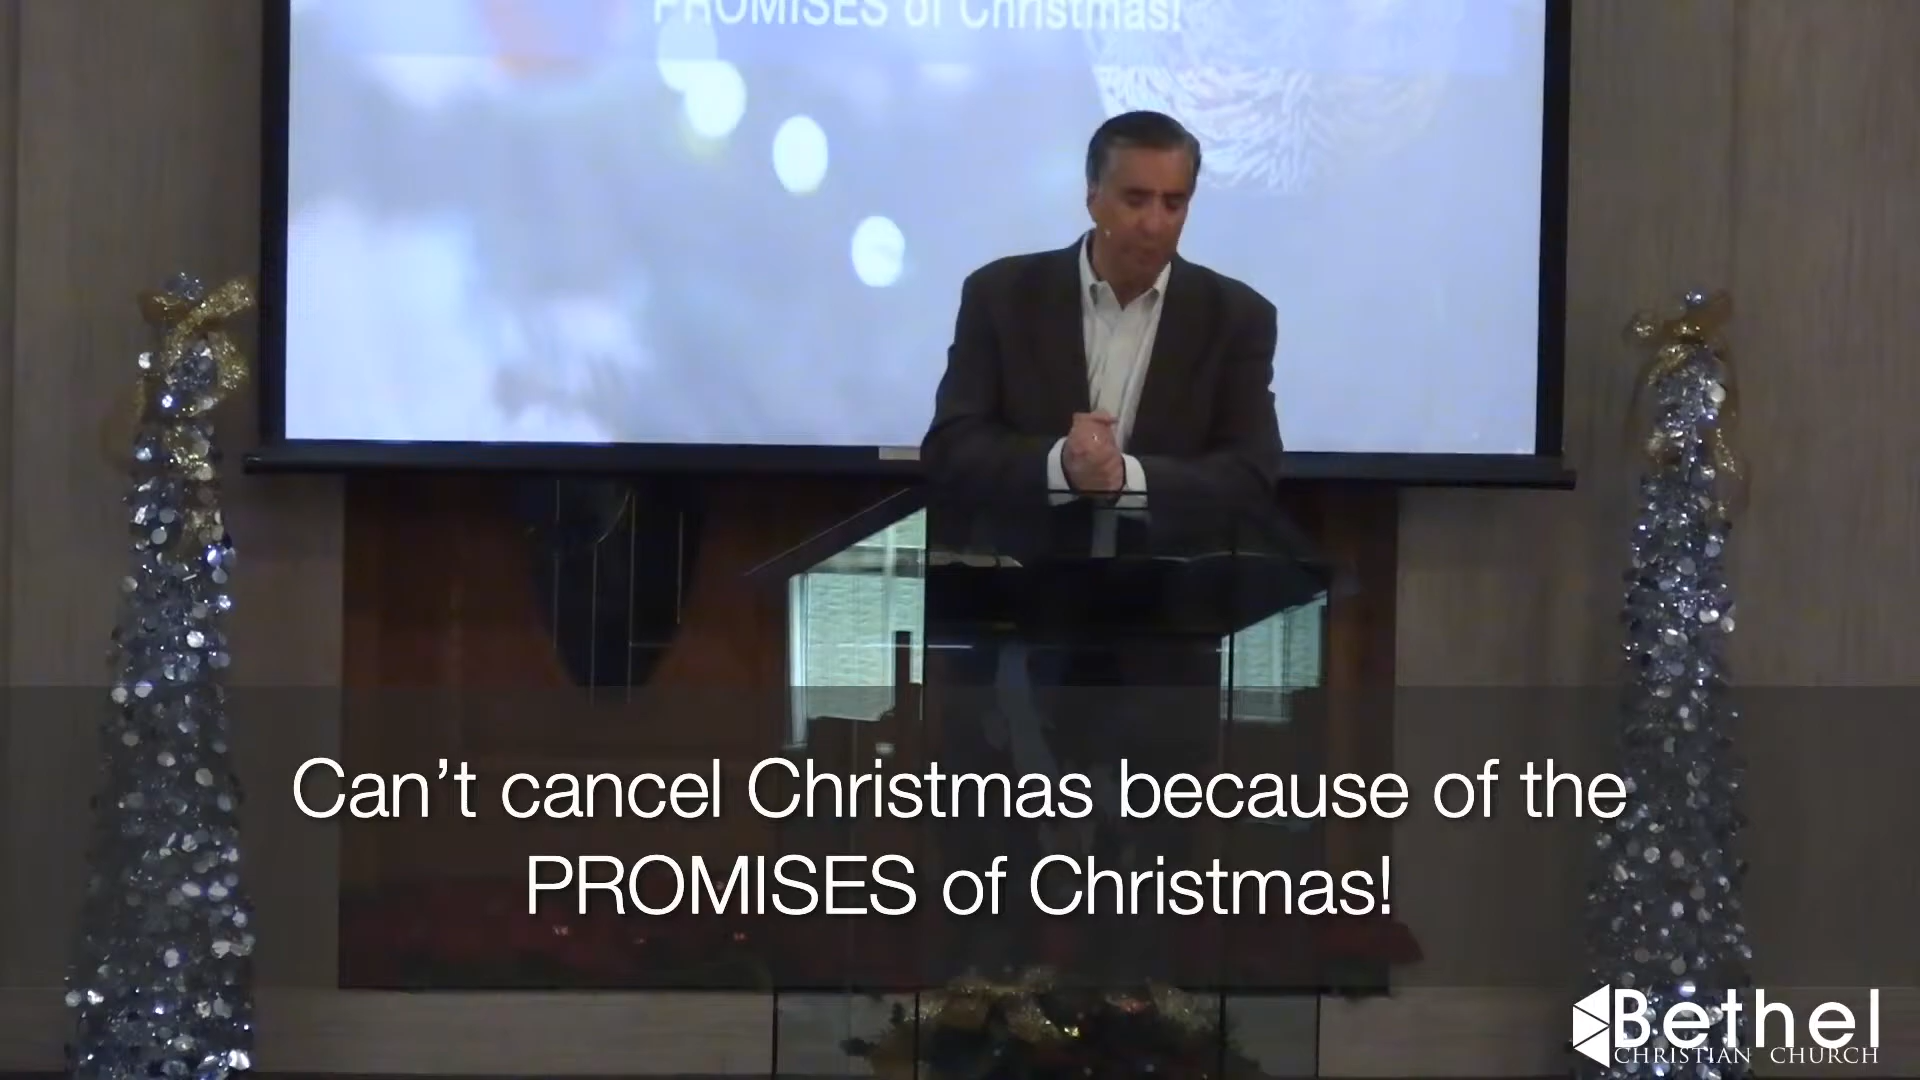 PROMISES of Christmas!
Can't cancel Christmas because of the
PROMISES of Christmas!
Bethel
CHRISTIAN CHURCH